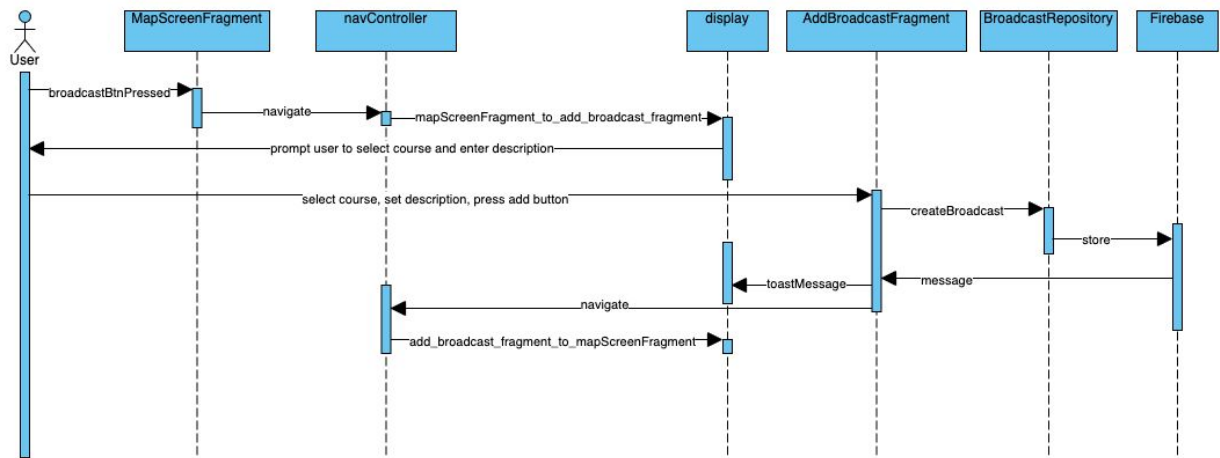 MapScreenFragment
navController
display
AddBroadcastFragment
BroadcastRepository
Firebase
User
broadcastBtnPressed
navigate
mapScreenFragment_to_add_broadcast_fragment
prompt user to select course and enter description
select course, set description, press add button
createBroadcast
store
message
toastMessage
navigate
add_broadcast_fragment_to_mapScreenFragment